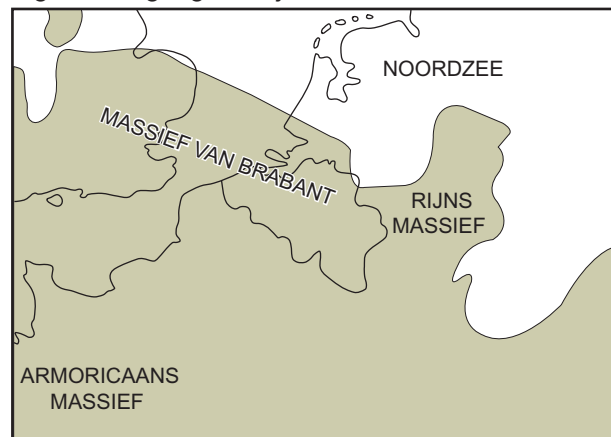 NOORDZEE
MASSIEF VAN BRABANT
RIJNS
MASSIEF
ARMORICAANS
MASSIEF